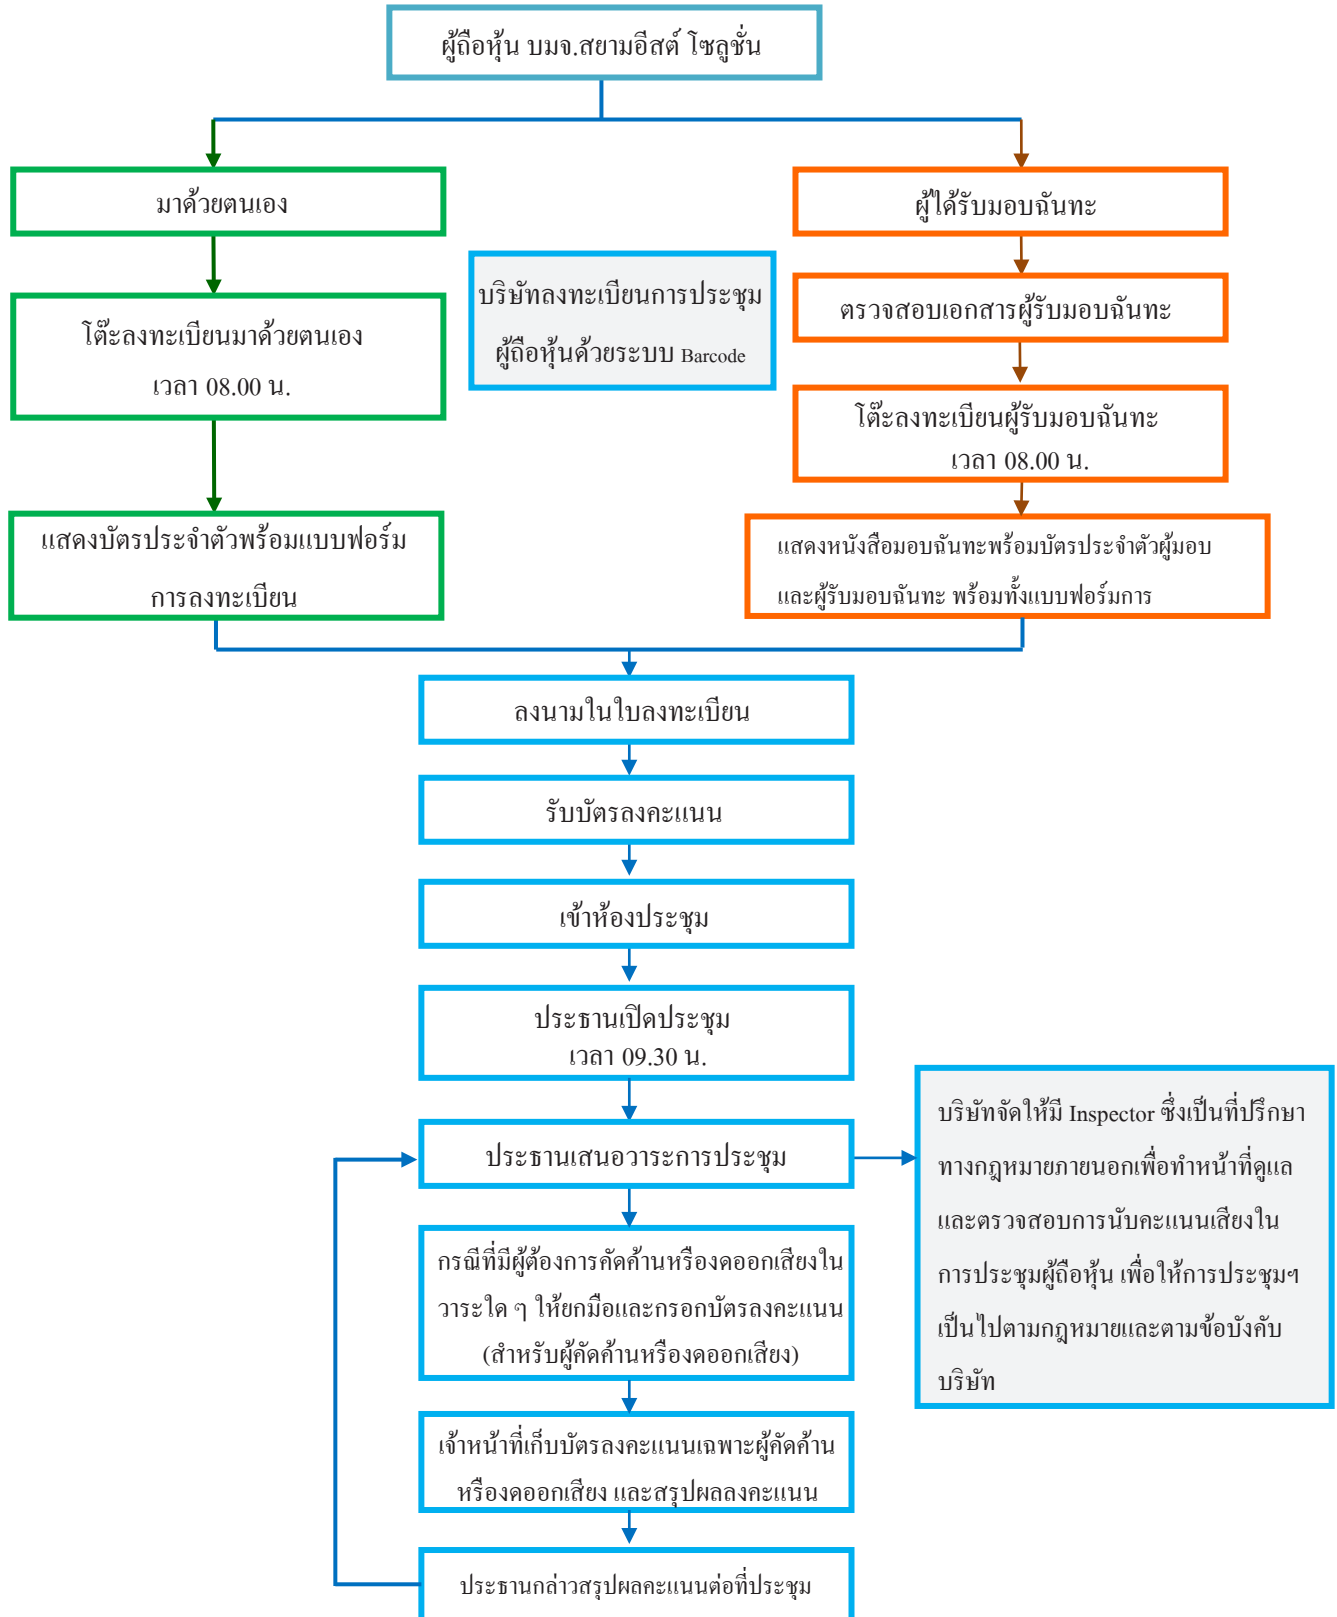 ผู้ถือหุ้น บมจ.สยามอีสต์ โซลูชั่น
มาด้วยตนเอง
ผู้ได้รับมอบฉันทะ
บริษัทลงทะเบียนการประชุม
ผู้ถือหุ้นด้วยระบบ Barcode
ตรวจสอบเอกสารผู้รับมอบฉันทะ
โต๊ะลงทะเบียนมาด้วยตนเอง
เวลา 08.00 น.
โต๊ะลงทะเบียนผู้รับมอบฉันทะ
เวลา 08.00 น.
แสดงบัตรประจำตัวพร้อมแบบฟอร์ม
การลงทะเบียน
แสดงหนังสือมอบฉันทะพร้อมบัตรประจำตัวผู้มอบ
และผู้รับมอบฉันทะ พร้อมทั้งแบบฟอร์มการ
ลงนามในใบลงทะเบียน
รับบัตรลงคะแนน
เข้าห้องประชุม
ประธานเปิดประชุม
เวลา 09.30 น.
ประธานเสนอวาระการประชุม
บริษัทจัดให้มี Inspector ซึ่งเป็นที่ปรึกษา
ทางกฎหมายภายนอกเพื่อทำหน้าที่ดูแล
และตรวจสอบการนับคะแนนเสียงใน
การประชุมผู้ถือหุ้น เพื่อให้การประชุมฯ
เป็นไปตามกฎหมายและตามข้อบังคับ
บริษัท
กรณีที่มีผู้ต้องการคัดค้านหรืองดออกเสียงใน
วาระใด ๆ ให้ยกมือและกรอกบัตรลงคะแนน
(สำหรับผู้คัดค้านหรืองดออกเสียง)
เจ้าหน้าที่เก็บบัตรลงคะแนนเฉพาะผู้คัดค้าน
หรืองดออกเสียง และสรุปผลลงคะแนน
ประธานกล่าวสรุปผลคะแนนต่อที่ประชุม